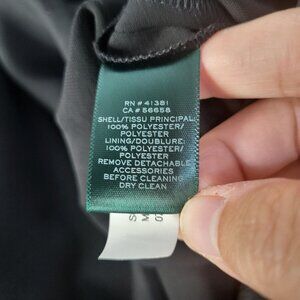 RN # 41381
CA # 56658
SHELL/TISSU PRINCIPAL:
100% POLYESTER/
POLYESTER
LINING/DOUBLURE:
100% POLYESTER/
POLYESTER
REMOVE DETACHABLE
ACCESSORIES
BEFORE CLEANING
DRY CLEAN